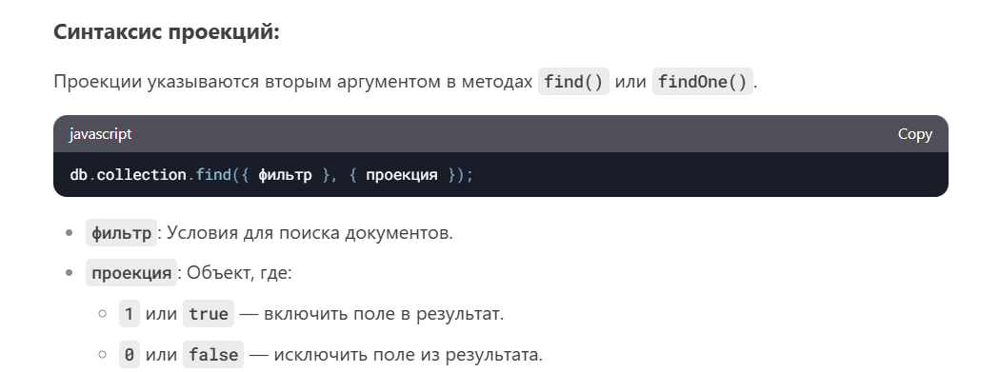 Синтаксис проекций:
Проекции указываются вторым аргументом в методах find() или findOne().
javascript Copy
db.collection.find({ фильтр }, { проекция });
• фильтр: Условия для поиска документов.
• проекция: Объект, где:
○ 1 или true — включить поле в результат.
○ 0 или false — исключить поле из результата.